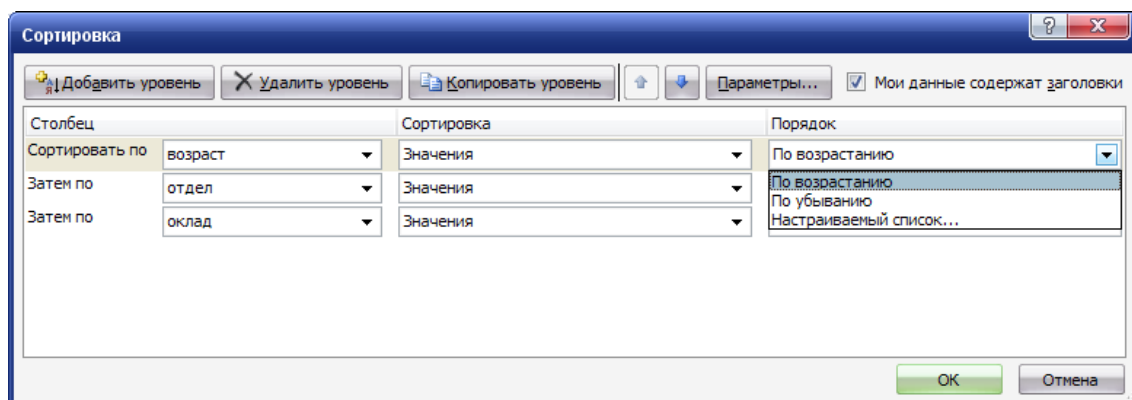 Сортировка
Добавить уровень Удалить уровень Копировать уровень Параметры... Мои данные содержат заголовки
Столбец Сортировка Порядок
Сортировать по возраст Значения По возрастанию
Затем по отдел Значения По возрастанию
По убыванию
Затем по оклад Значения Настраиваемый список...
ОК Отмена